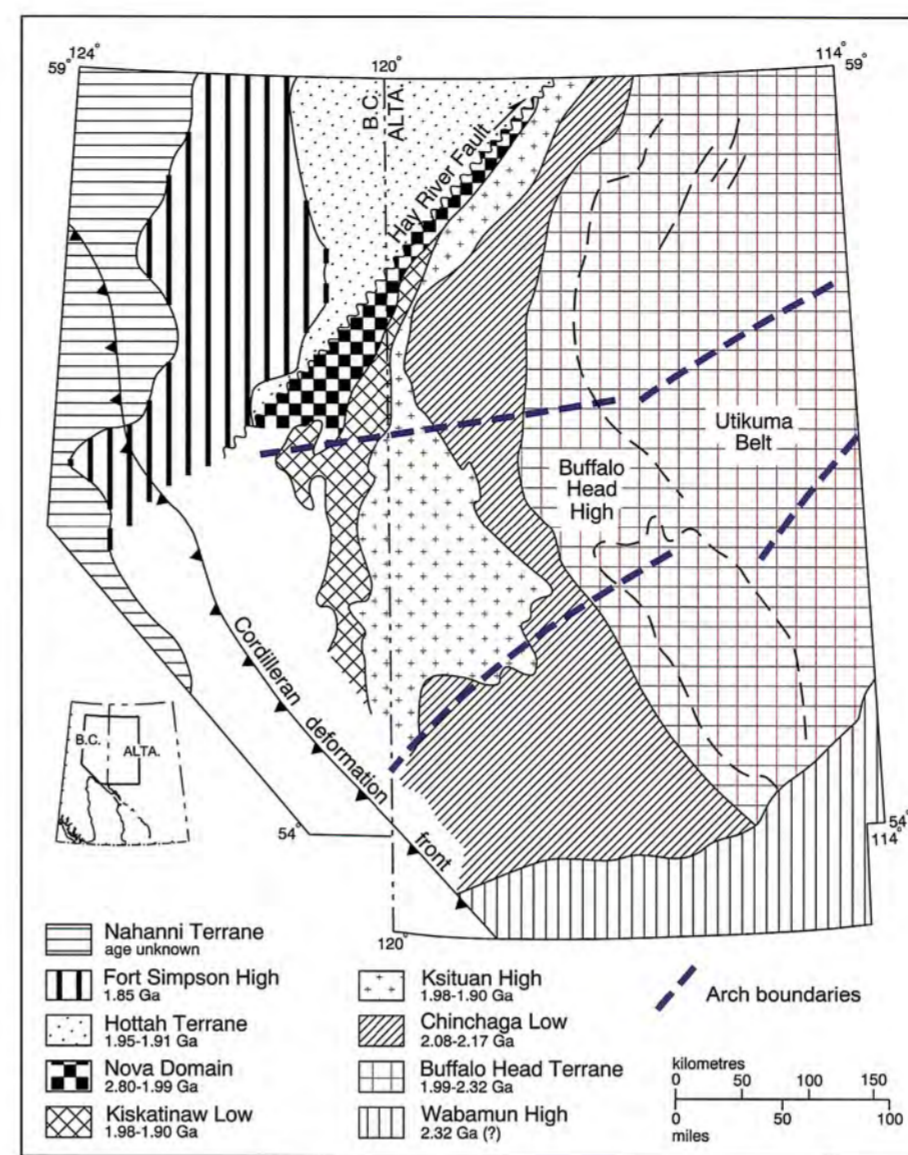 124°
120°
114°
59°
59°
B.C.
ALTA.
Hay River Fault
Utikuma
Belt
Buffalo
Head
High
Cordilleran deformation front
B.C.
ALTA.
54°
54°
114°
120°
Nahanni Terrane
age unknown
Fort Simpson High
1.85 Ga
Hottah Terrane
1.95-1.91 Ga
Nova Domain
2.80-1.99 Ga
Kiskatinaw Low
1.98-1.90 Ga
Ksituan High
1.98-1.90 Ga
Chinchaga Low
2.08-2.17 Ga
Buffalo Head Terrane
1.99-2.32 Ga
Wabamun High
2.32 Ga (?)
Arch boundaries
kilometres
0 50 100 150
0 50 100
miles